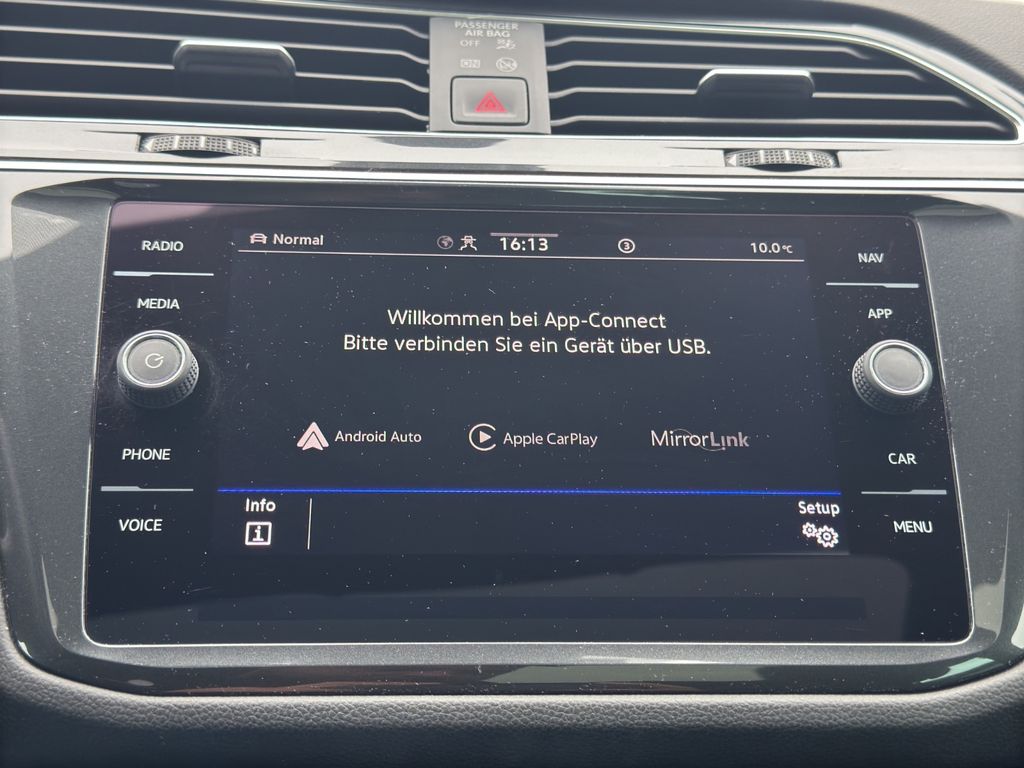 PASSENGER
AIR BAG
OFF
ON
RADIO
MEDIA
PHONE
VOICE
Normal
16:13
3
10.0°C
Willkommen bei App-Connect
Bitte verbinden Sie ein Gerät über USB.
Android Auto
Apple CarPlay
MirrorLink
Info
i
Setup
NAV
APP
CAR
MENU